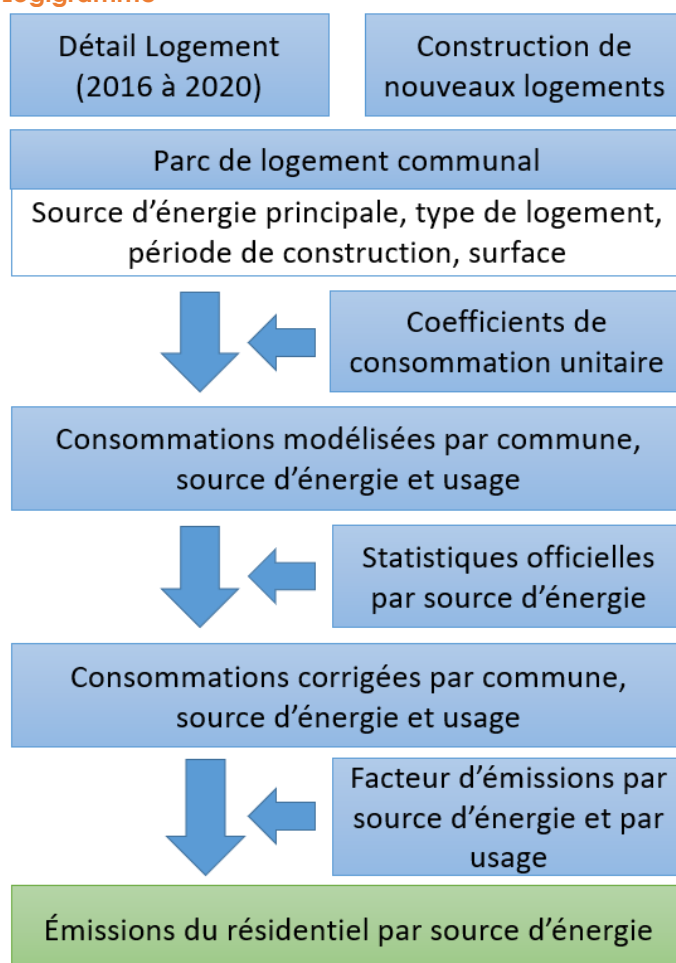 Logigramme
Détail Logement
(2016 à 2020)
Construction de
nouveaux logements
Parc de logement communal
Source d’énergie principale, type de logement,
période de construction, surface
Coefficients de
consommation unitaire
Consommations modélisées par commune,
source d’énergie et usage
Statistiques officielles
par source d’énergie
Consommations corrigées par commune,
source d’énergie et usage
Facteur d’émissions par
source d’énergie et par
usage
Émissions du résidentiel par source d’énergie